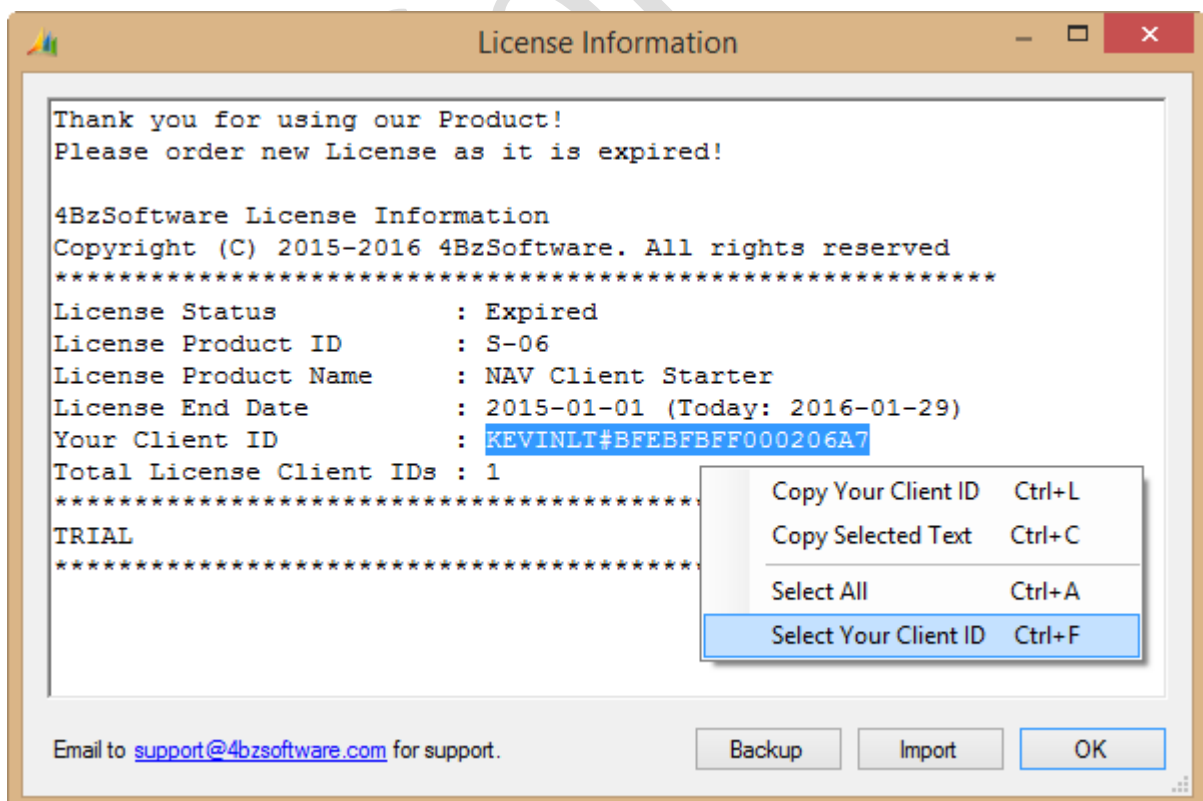 License Information
Thank you for using our Product!
Please order new License as it is expired!
4BzSoftware License Information
Copyright (C) 2015-2016 4BzSoftware. All rights reserved
***********************************************************
License Status : Expired
License Product ID : S-06
License Product Name : NAV Client Starter
License End Date : 2015-01-01 (Today: 2016-01-29)
Your Client ID : KEVINLT#BFEBFBFF000206A7
Total License Client IDs : 1
*****************************************
TRIAL
*****************************************
Copy Your Client ID Ctrl+L
Copy Selected Text Ctrl+C
Select All Ctrl+A
Select Your Client ID Ctrl+F
Email to support@4bzsoftware.com for support.
Backup Import OK